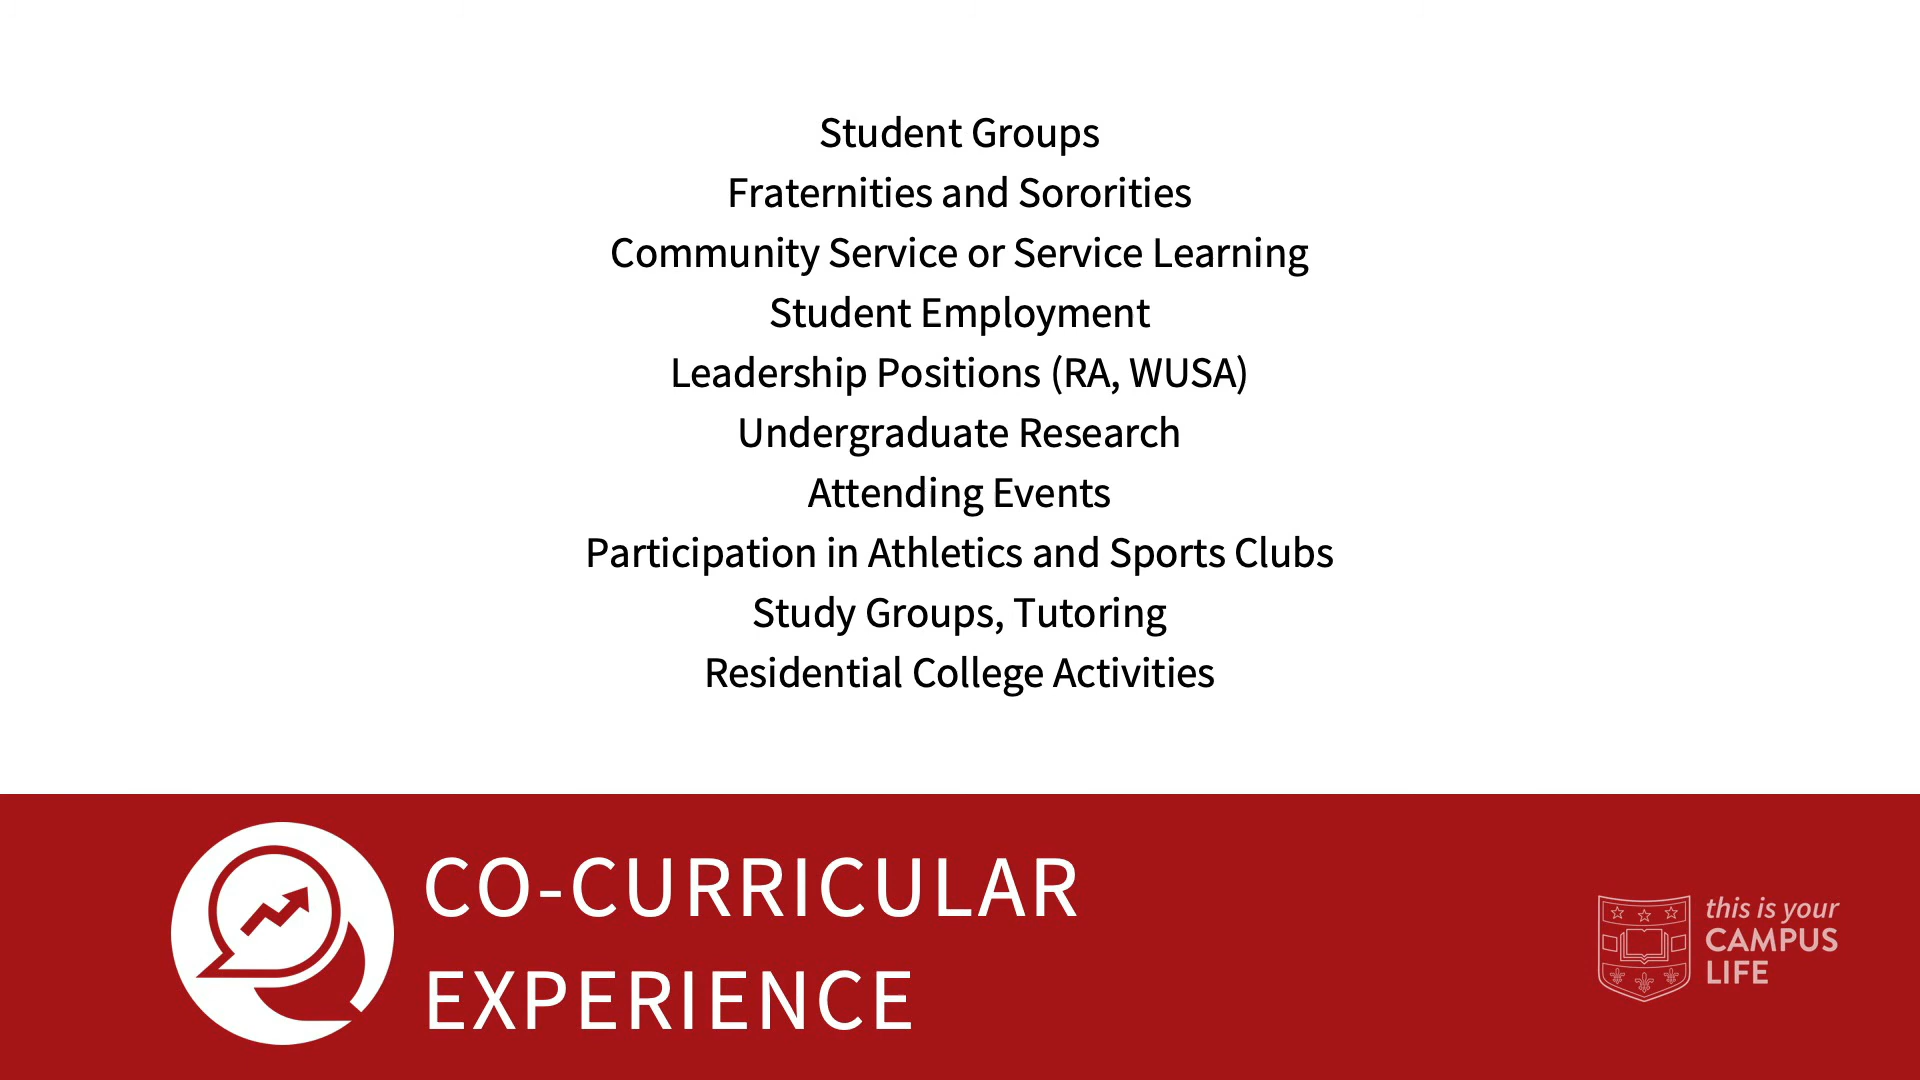 Student Groups
Fraternities and Sororities
Community Service or Service Learning
Student Employment
Leadership Positions (RA, WUSA)
Undergraduate Research
Attending Events
Participation in Athletics and Sports Clubs
Study Groups, Tutoring
Residential College Activities
CO-CURRICULAR
EXPERIENCE
this is your
CAMPUS
LIFE